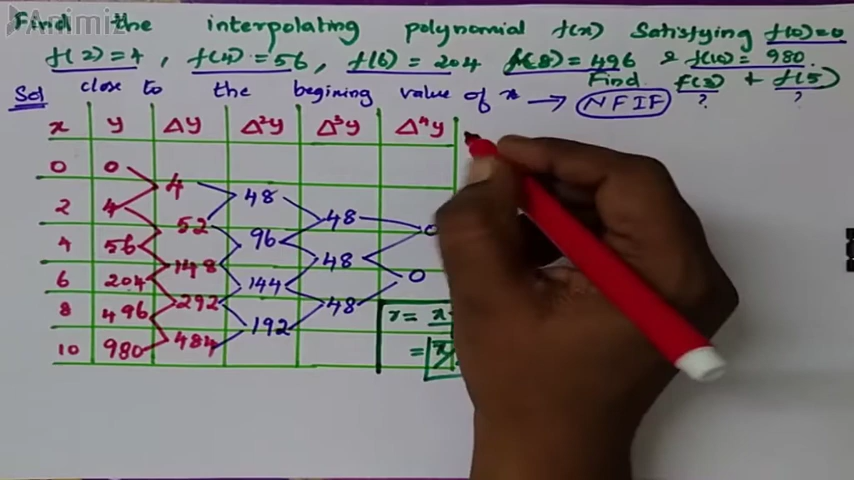 Animiz
Find the interpolating polynomial f(x) satisfying f(0)=0
f(2)=4, f(4)=56, f(6)=204 f(8)=496 & f(10)=980.
Find f(3) + f(5)
? ?
Sol close to the begining value of x → NFIF
x y Δy Δ²y Δ³y Δ⁴y
0 0
4
2 4 48
52 48
4 56 96 0
148 48
6 204 144 0
292 48
8 496 192 r = x
484
10 980 = x